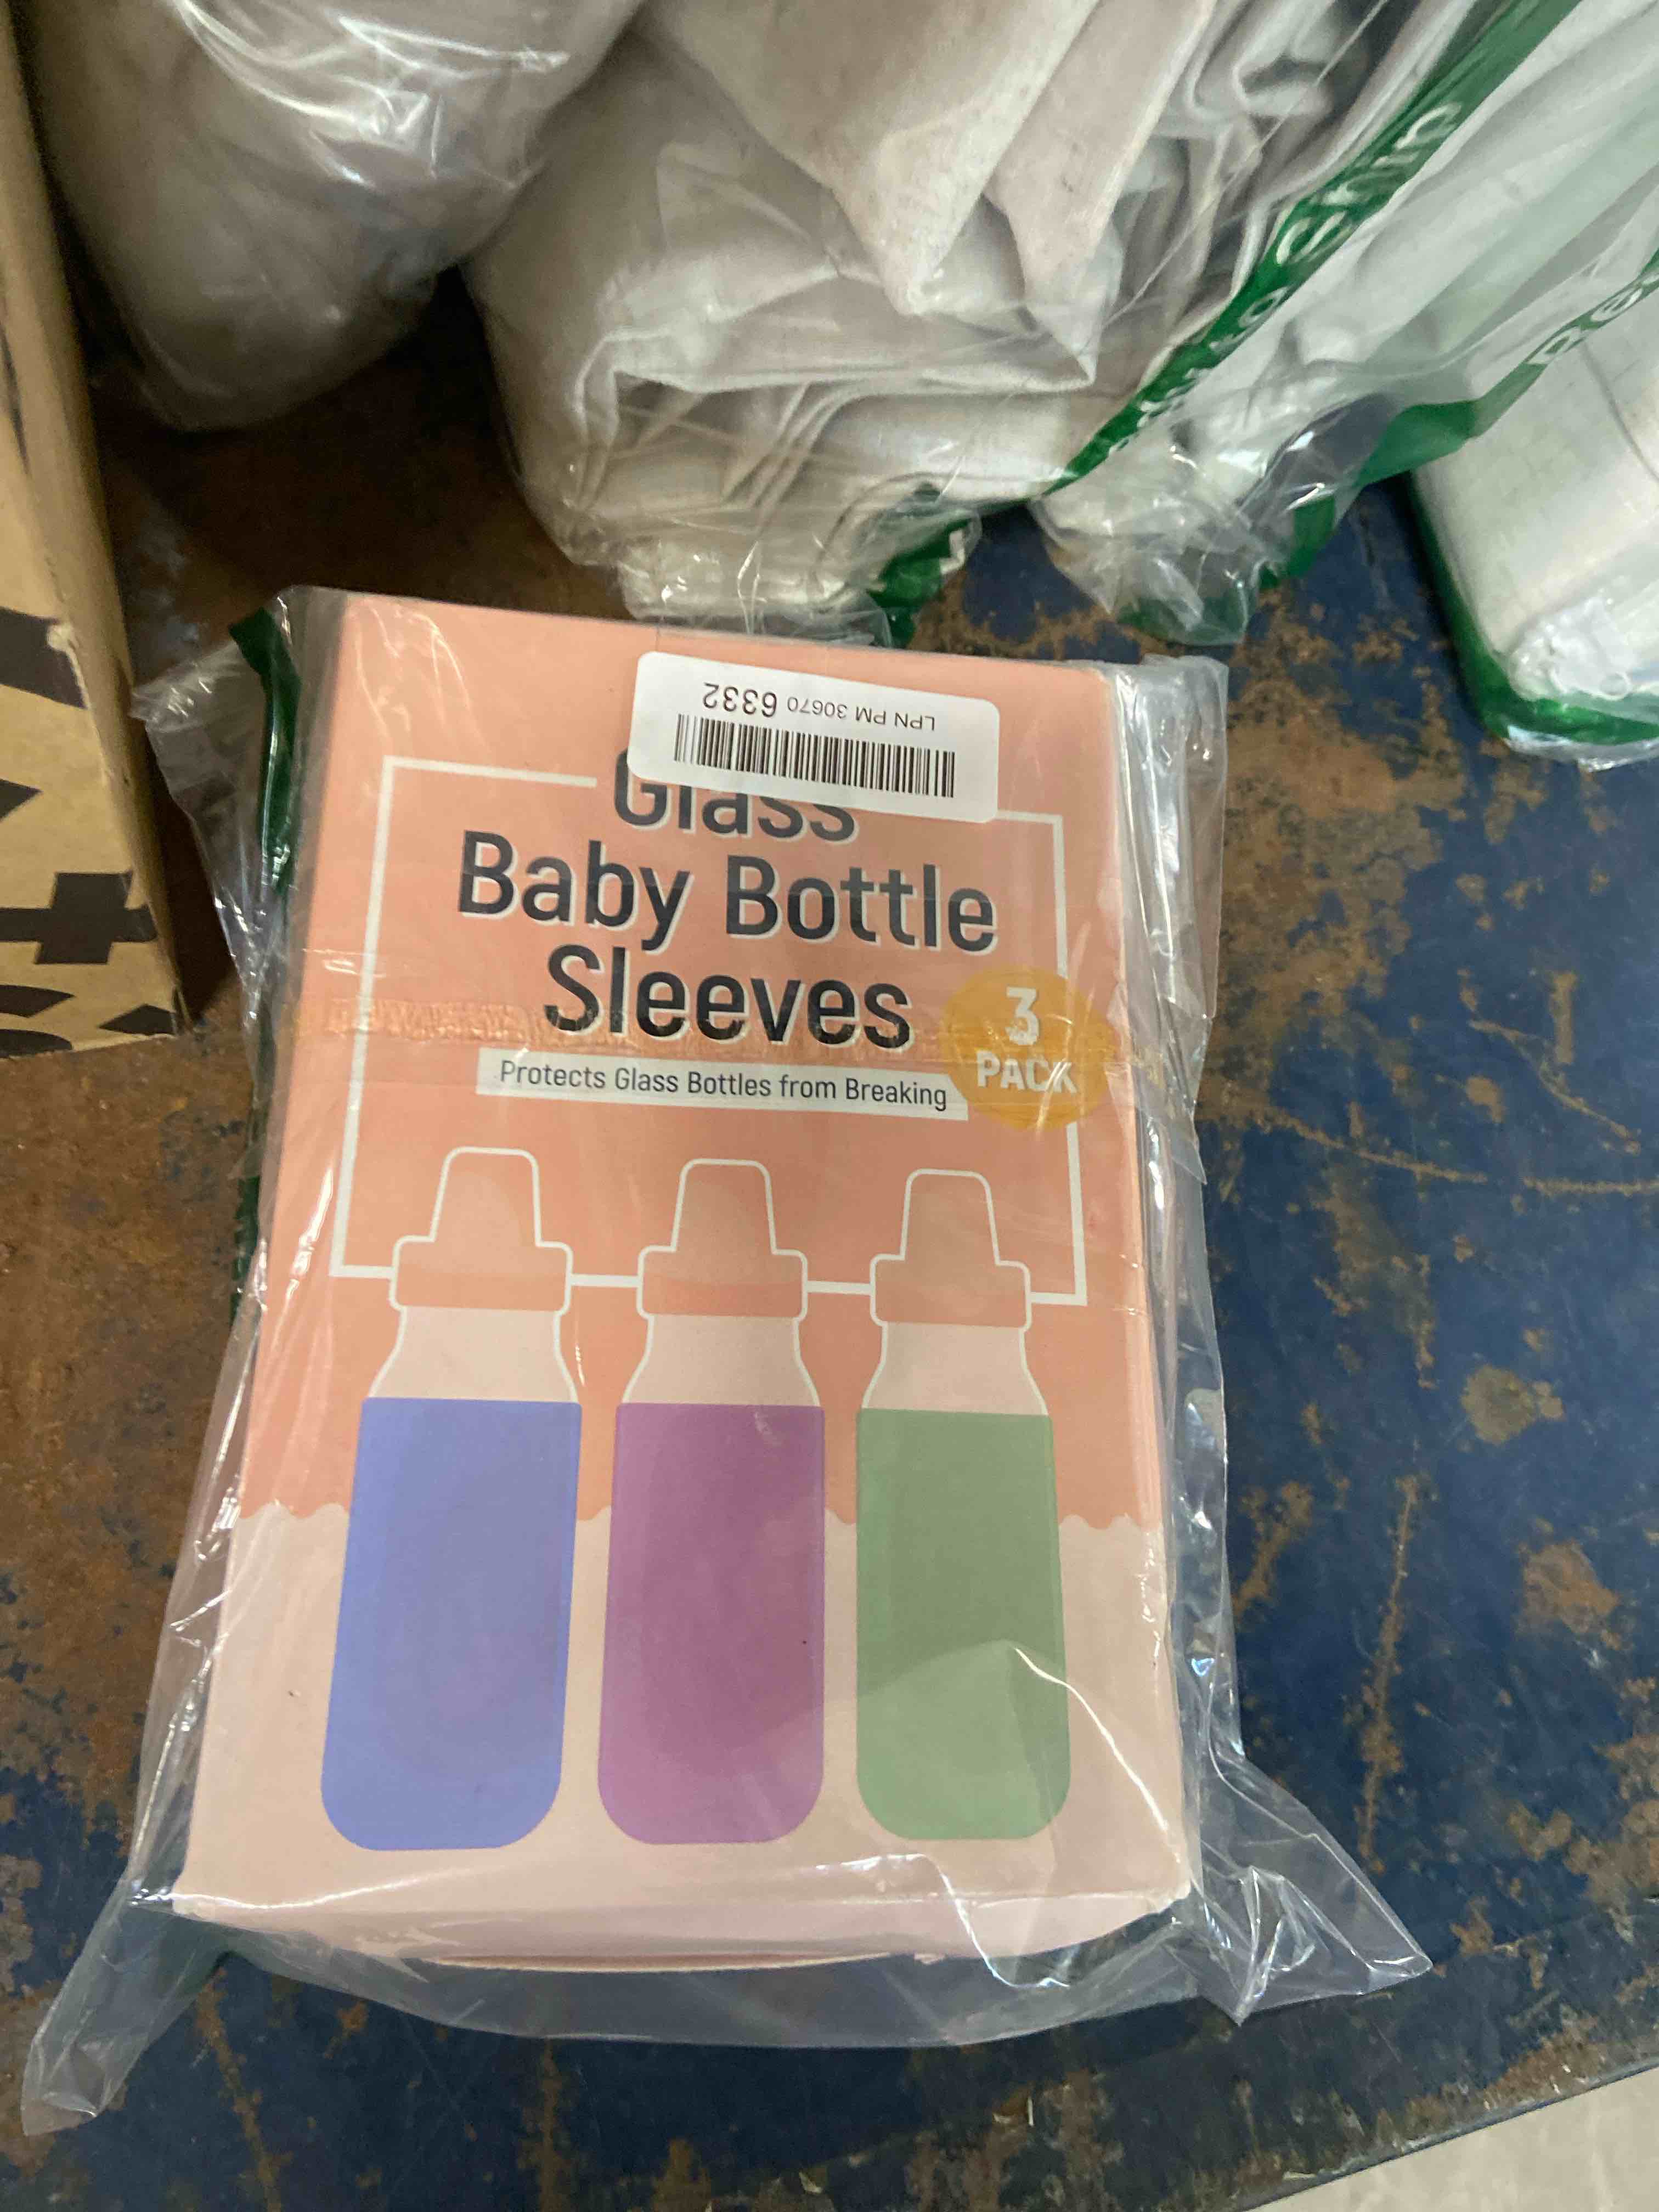 LPN PM 30670 6332
Glass
Baby Bottle
Sleeves
3
PACK
Protects Glass Bottles from Breaking